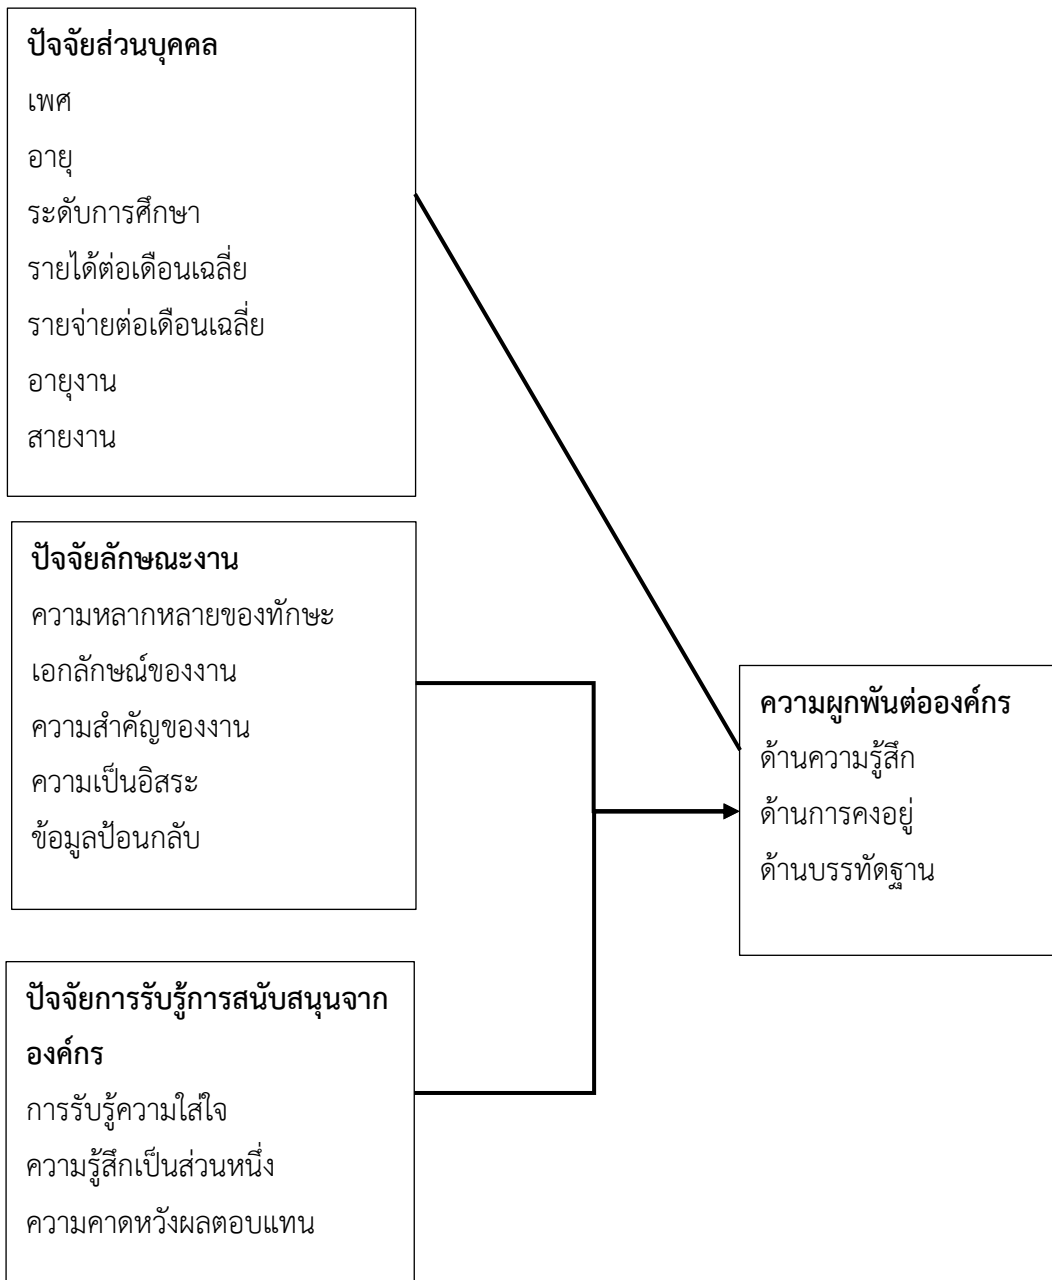 ปัจจัยส่วนบุคคล
เพศ
อายุ
ระดับการศึกษา
รายได้ต่อเดือนเฉลี่ย
รายจ่ายต่อเดือนเฉลี่ย
อายุงาน
สายงาน
ปัจจัยลักษณะงาน
ความหลากหลายของทักษะ
เอกลักษณ์ของงาน
ความสำคัญของงาน
ความเป็นอิสระ
ข้อมูลป้อนกลับ
ปัจจัยการรับรู้การสนับสนุนจาก
องค์กร
การรับรู้ความใส่ใจ
ความรู้สึกเป็นส่วนหนึ่ง
ความคาดหวังผลตอบแทน
ความผูกพันต่อองค์กร
ด้านความรู้สึก
ด้านการคงอยู่
ด้านบรรทัดฐาน